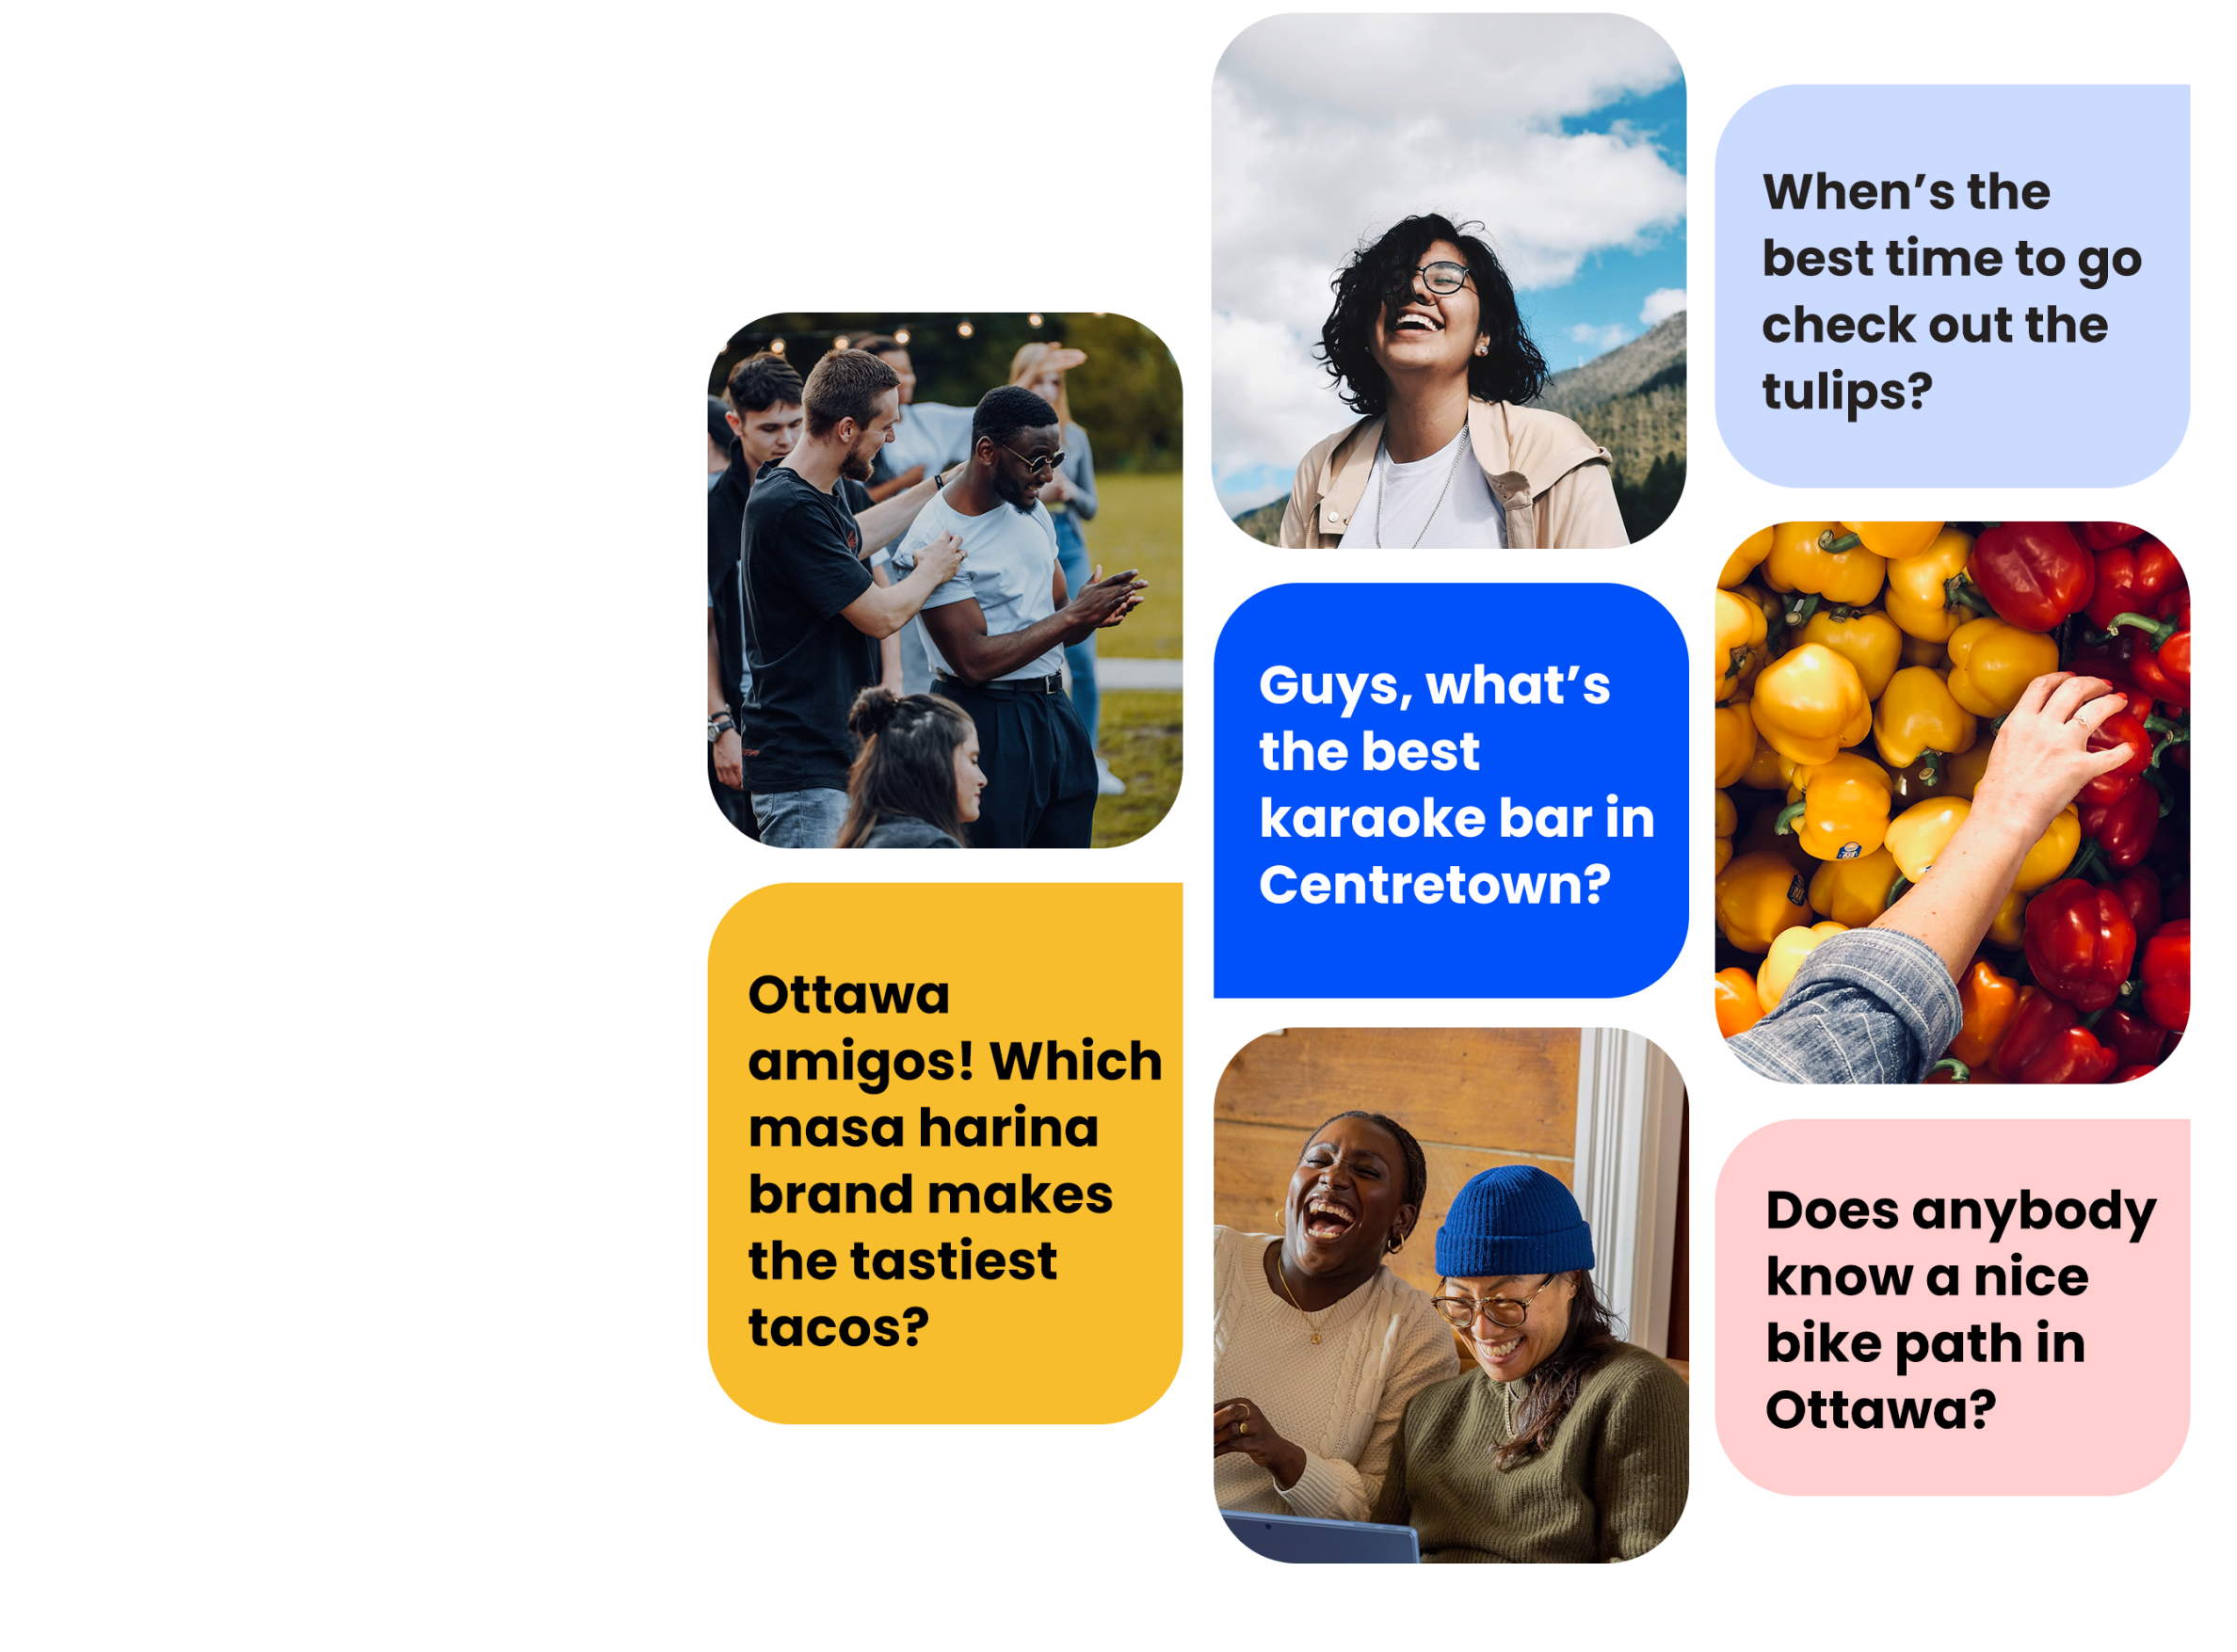 When’s the
best time to go
check out the
tulips?
Guys, what’s
the best
karaoke bar in
Centretown?
Ottawa
amigos! Which
masa harina
brand makes
the tastiest
tacos?
Does anybody
know a nice
bike path in
Ottawa?